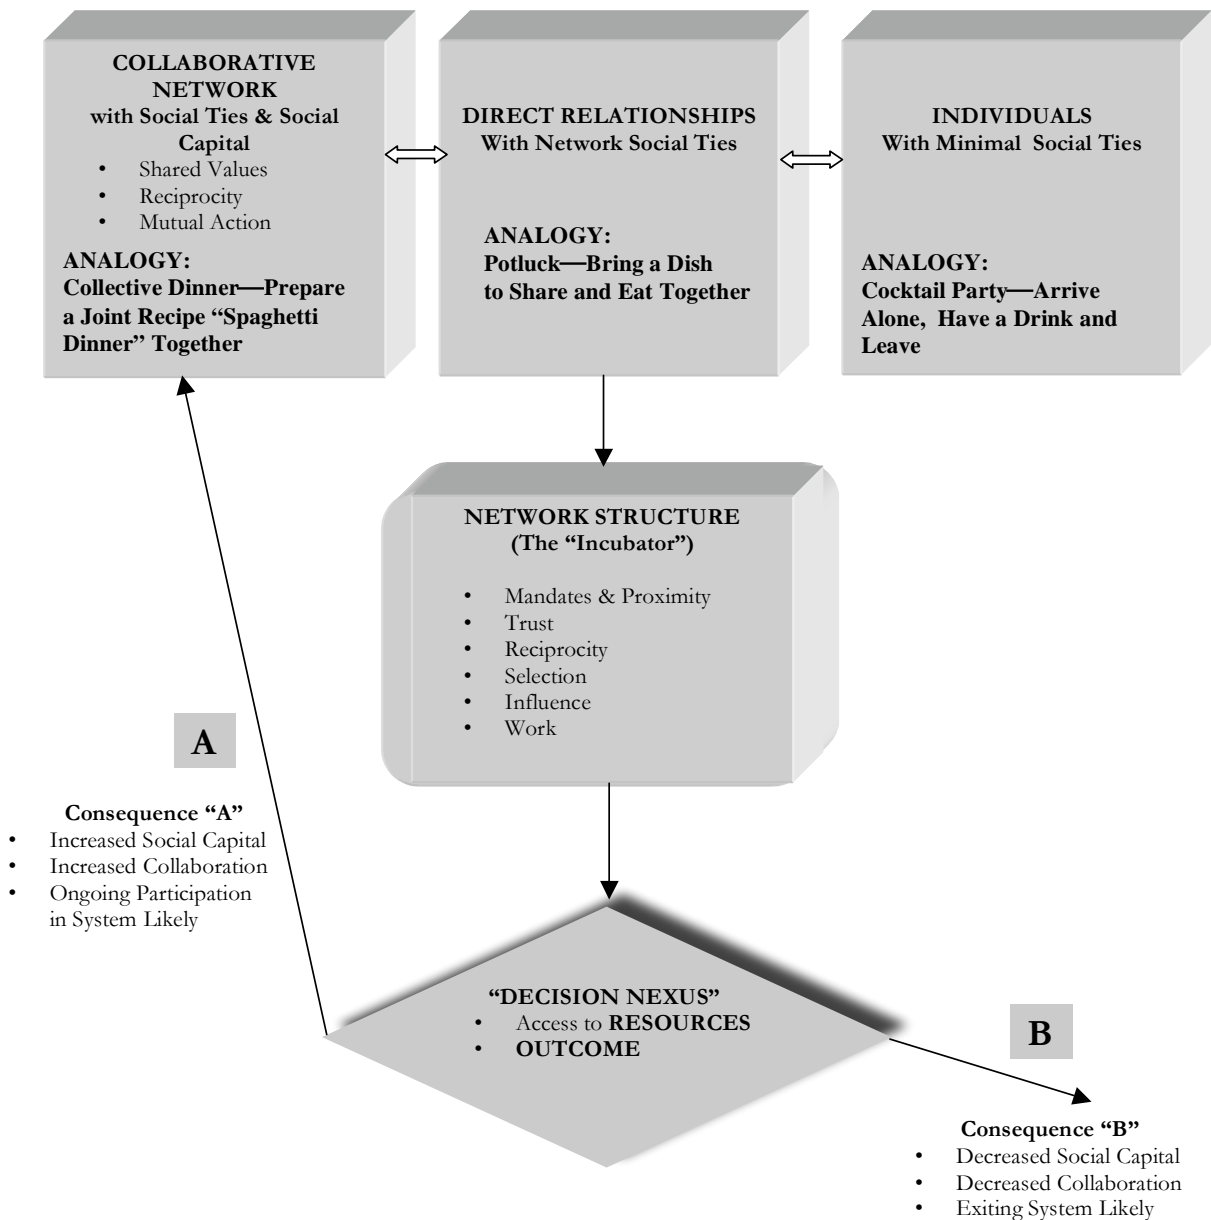 COLLABORATIVE
NETWORK
with Social Ties & Social
Capital
• Shared Values
• Reciprocity
• Mutual Action
ANALOGY:
Collective Dinner—Prepare
a Joint Recipe “Spaghetti
Dinner” Together
DIRECT RELATIONSHIPS
With Network Social Ties
ANALOGY:
Potluck—Bring a Dish
to Share and Eat Together
INDIVIDUALS
With Minimal Social Ties
ANALOGY:
Cocktail Party—Arrive
Alone, Have a Drink and
Leave
NETWORK STRUCTURE
(The “Incubator”)
• Mandates & Proximity
• Trust
• Reciprocity
• Selection
• Influence
• Work
A
Consequence “A”
• Increased Social Capital
• Increased Collaboration
• Ongoing Participation
in System Likely
“DECISION NEXUS”
• Access to RESOURCES
• OUTCOME
B
Consequence “B”
• Decreased Social Capital
• Decreased Collaboration
• Exiting System Likely